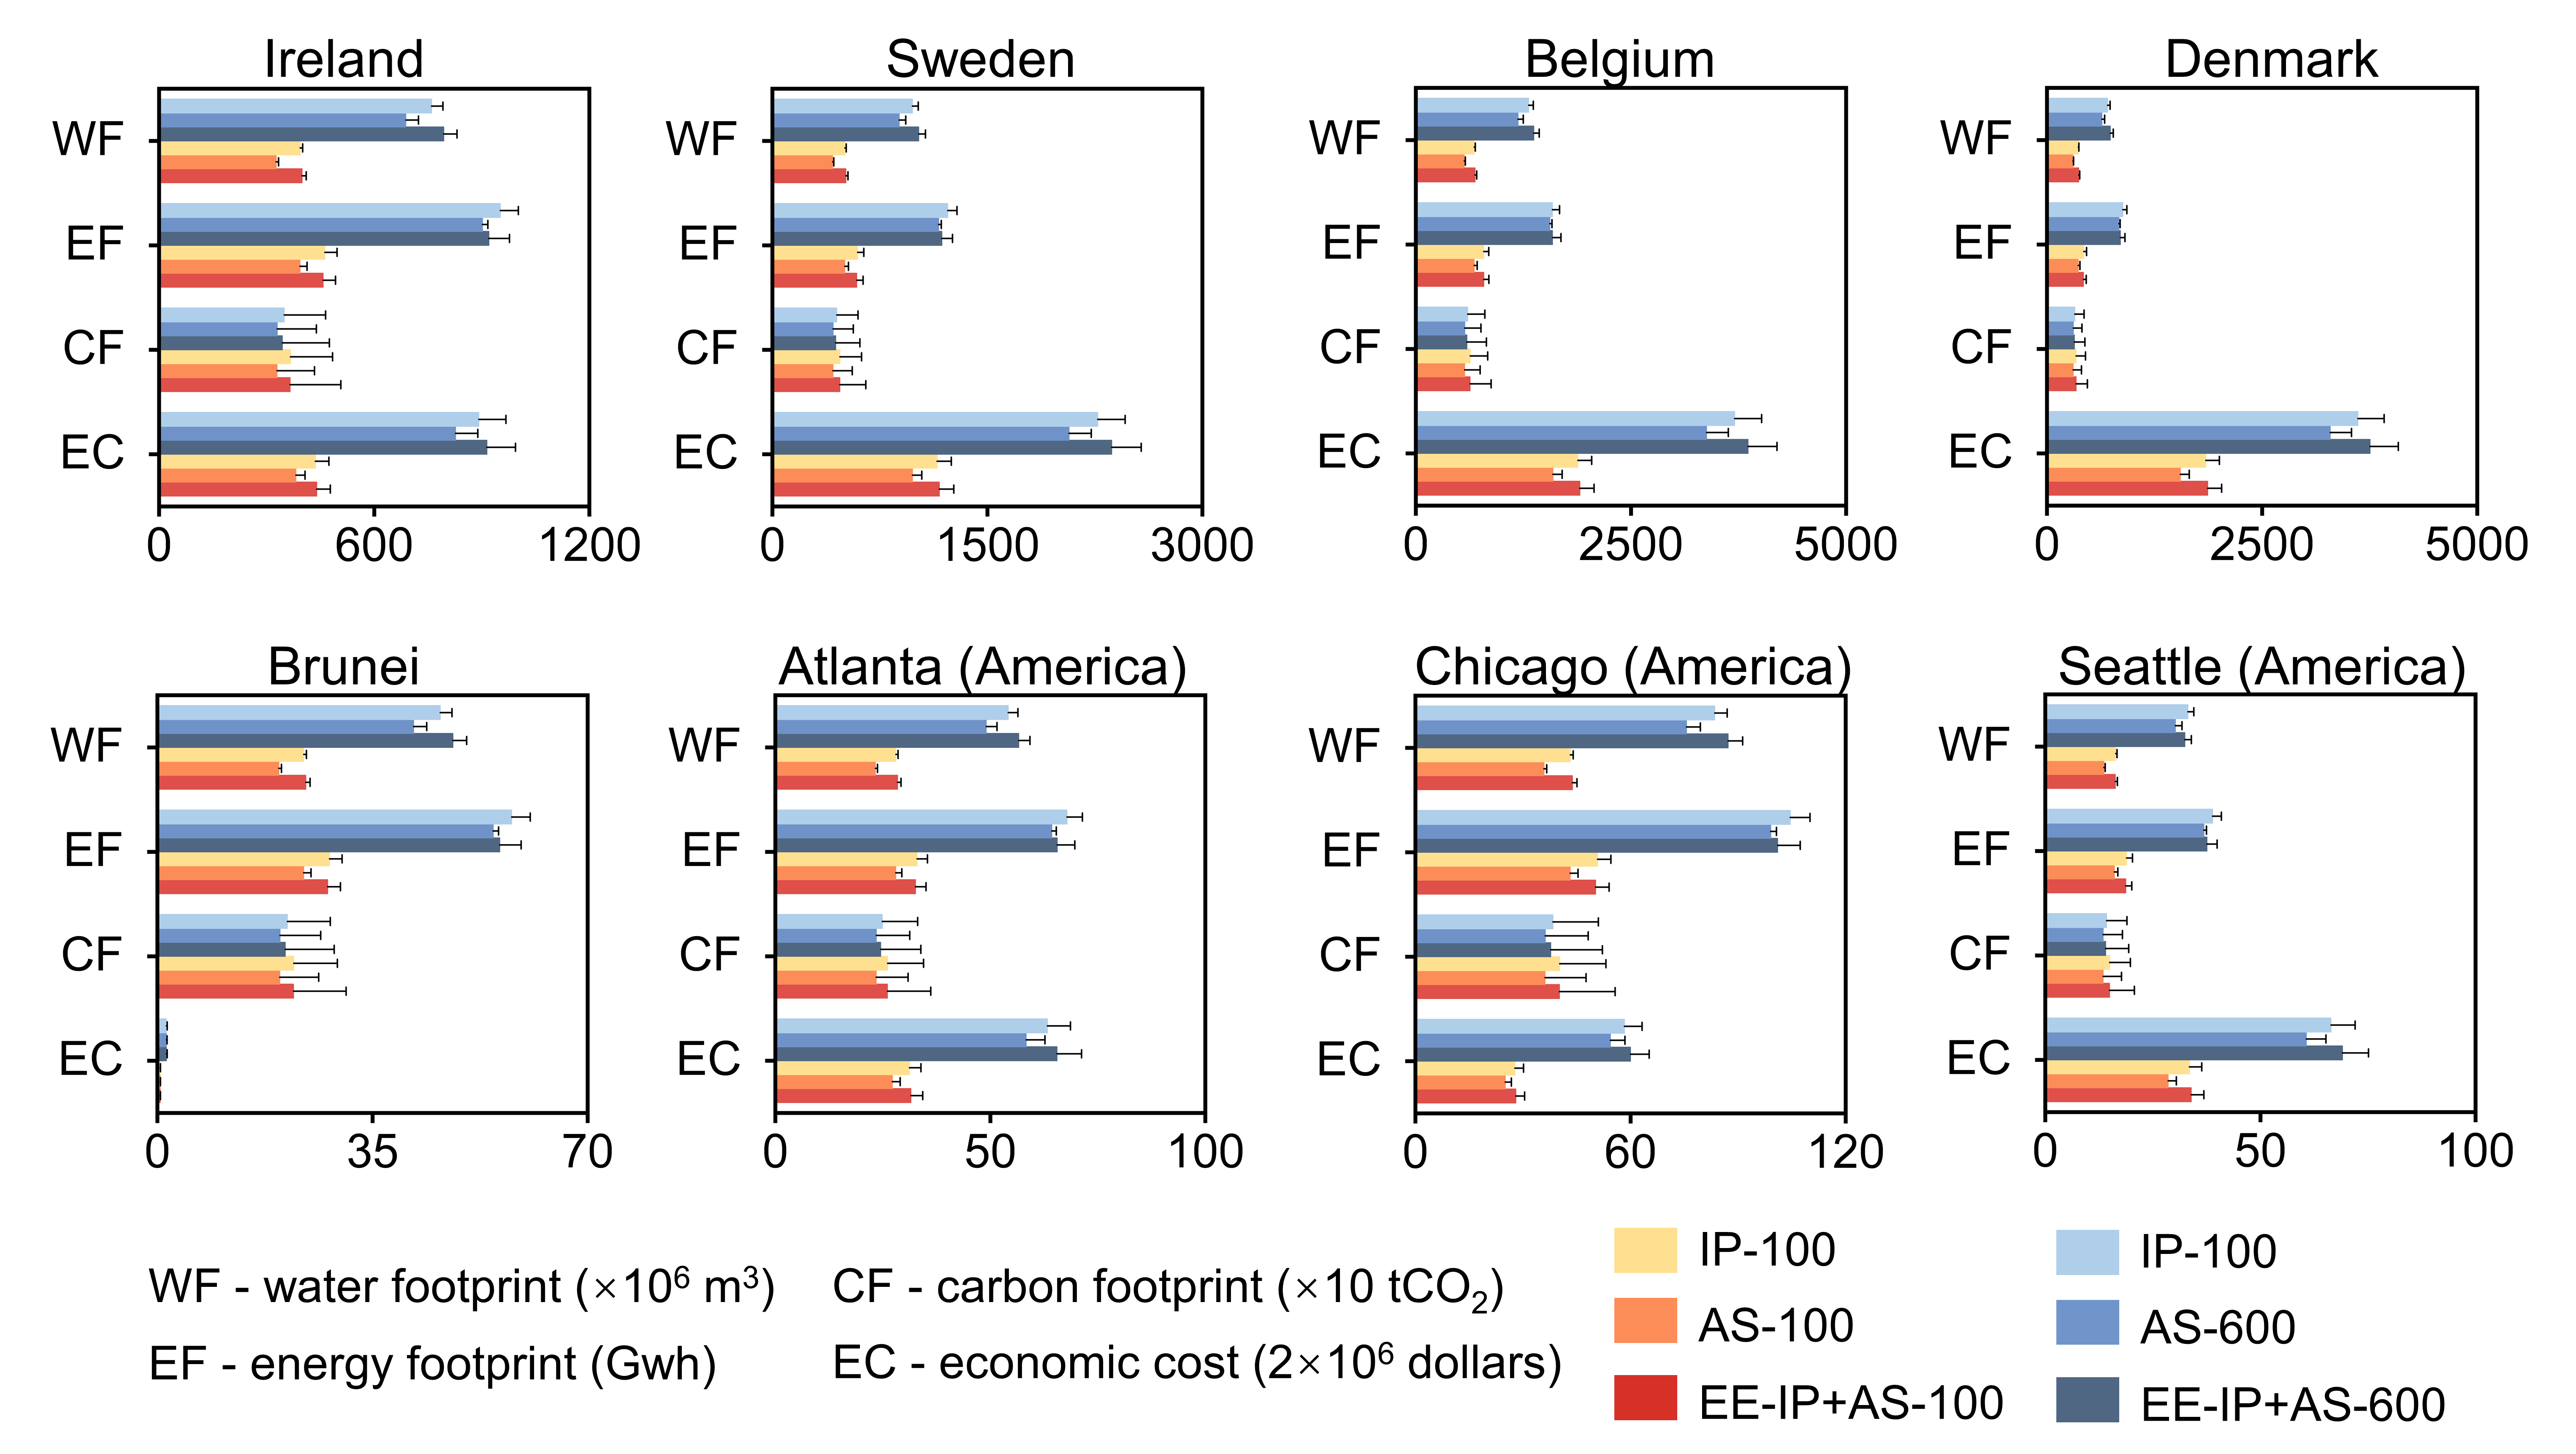 Ireland
Sweden
Belgium
Denmark
WF
EF
CF
EC
0 600 1200
WF
EF
CF
EC
0 1500 3000
WF
EF
CF
EC
0 2500 5000
WF
EF
CF
EC
0 2500 5000
Brunei
Atlanta (America)
Chicago (America)
Seattle (America)
WF
EF
CF
EC
0 35 70
WF
EF
CF
EC
0 50 100
WF
EF
CF
EC
0 60 120
WF
EF
CF
EC
0 50 100
WF - water footprint (×10⁶ m³)
EF - energy footprint (Gwh)
CF - carbon footprint (×10 tCO₂)
EC - economic cost (2×10⁶ dollars)
IP-100
AS-100
EE-IP+AS-100
IP-100
AS-600
EE-IP+AS-600